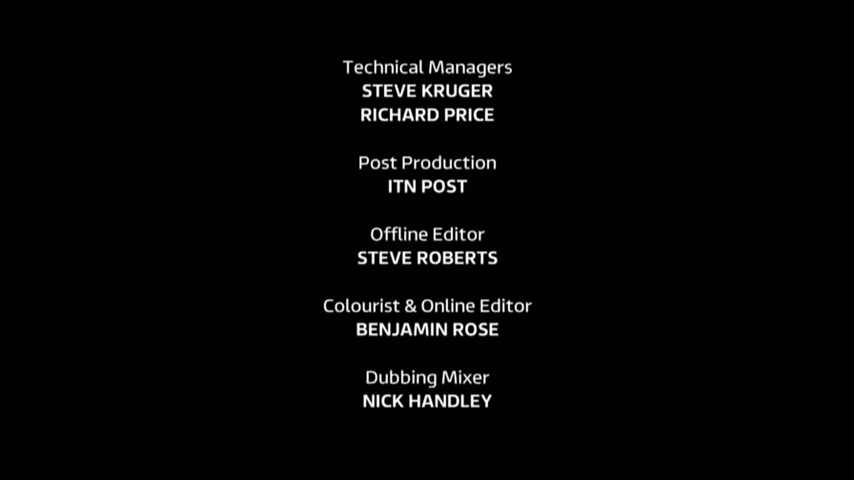 Technical Managers
STEVE KRUGER
RICHARD PRICE
Post Production
ITN POST
Offline Editor
STEVE ROBERTS
Colourist & Online Editor
BENJAMIN ROSE
Dubbing Mixer
NICK HANDLEY